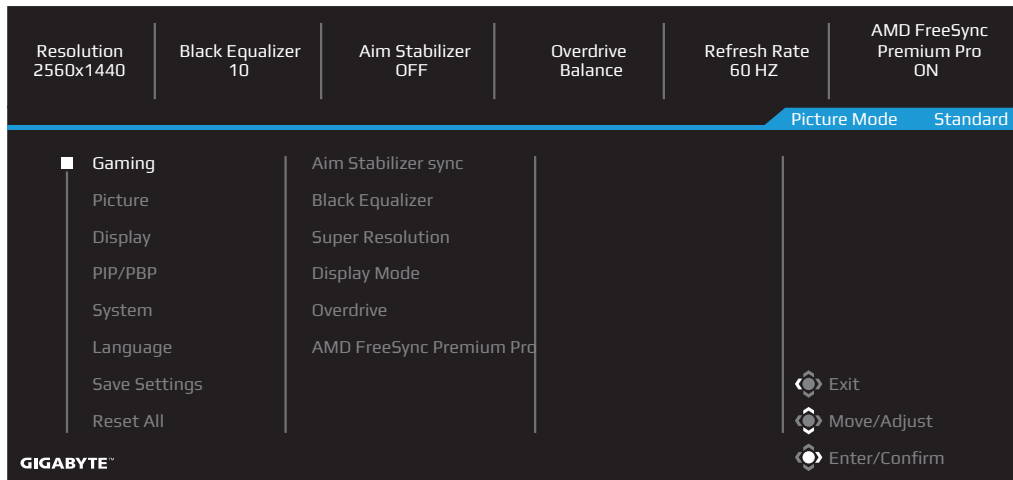 Resolution
2560x1440
Black Equalizer
10
Aim Stabilizer
OFF
Overdrive
Balance
Refresh Rate
60 HZ
AMD FreeSync
Premium Pro
ON
Picture Mode Standard
Gaming
Picture
Display
PIP/PBP
System
Language
Save Settings
Reset All
Aim Stabilizer sync
Black Equalizer
Super Resolution
Display Mode
Overdrive
AMD FreeSync Premium Pro
Exit
Move/Adjust
Enter/Confirm
GIGABYTE™